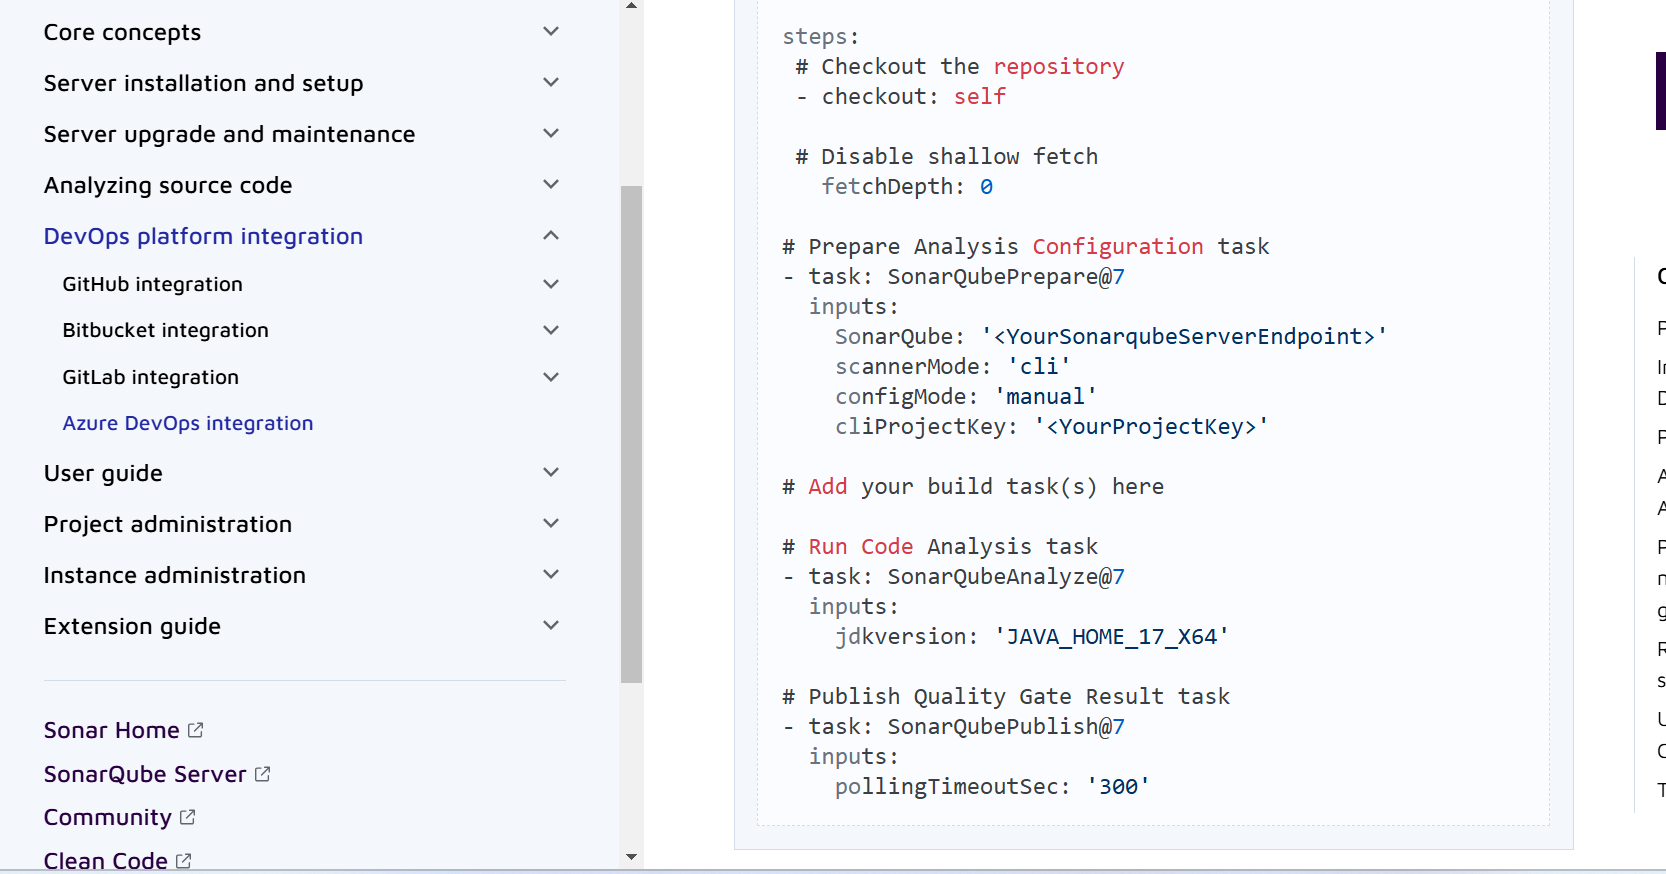 Core concepts
Server installation and setup
Server upgrade and maintenance
Analyzing source code
DevOps platform integration
GitHub integration
Bitbucket integration
GitLab integration
Azure DevOps integration
User guide
Project administration
Instance administration
Extension guide
Sonar Home
SonarQube Server
Community
Clean Code
steps:
# Checkout the repository
- checkout: self
# Disable shallow fetch
fetchDepth: 0
# Prepare Analysis Configuration task
- task: SonarQubePrepare@7
inputs:
SonarQube: '<YourSonarqubeServerEndpoint>'
scannerMode: 'cli'
configMode: 'manual'
cliProjectKey: '<YourProjectKey>'
# Add your build task(s) here
# Run Code Analysis task
- task: SonarQubeAnalyze@7
inputs:
jdkversion: 'JAVA_HOME_17_X64'
# Publish Quality Gate Result task
- task: SonarQubePublish@7
inputs:
pollingTimeoutSec: '300'